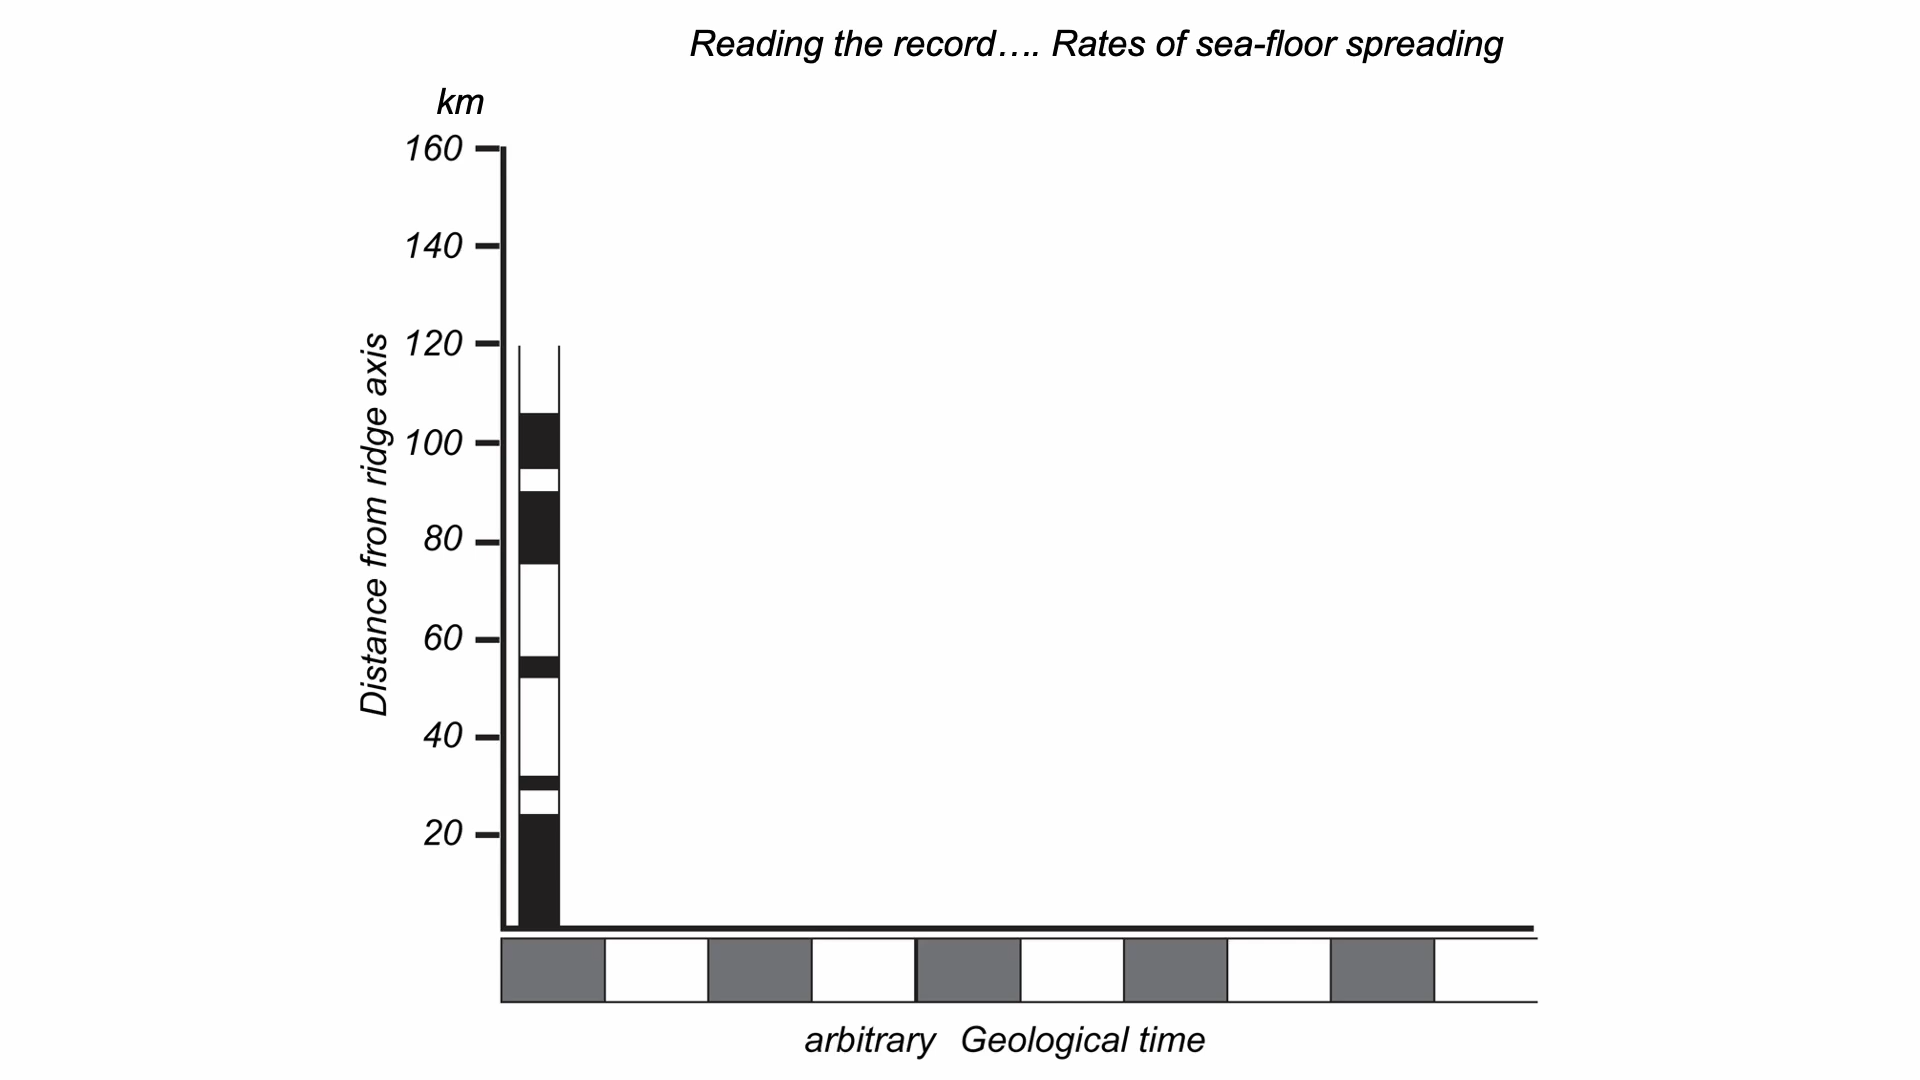 Reading the record…. Rates of sea-floor spreading
km
160
140
120
100
80
60
40
20
Distance from ridge axis
arbitrary Geological time